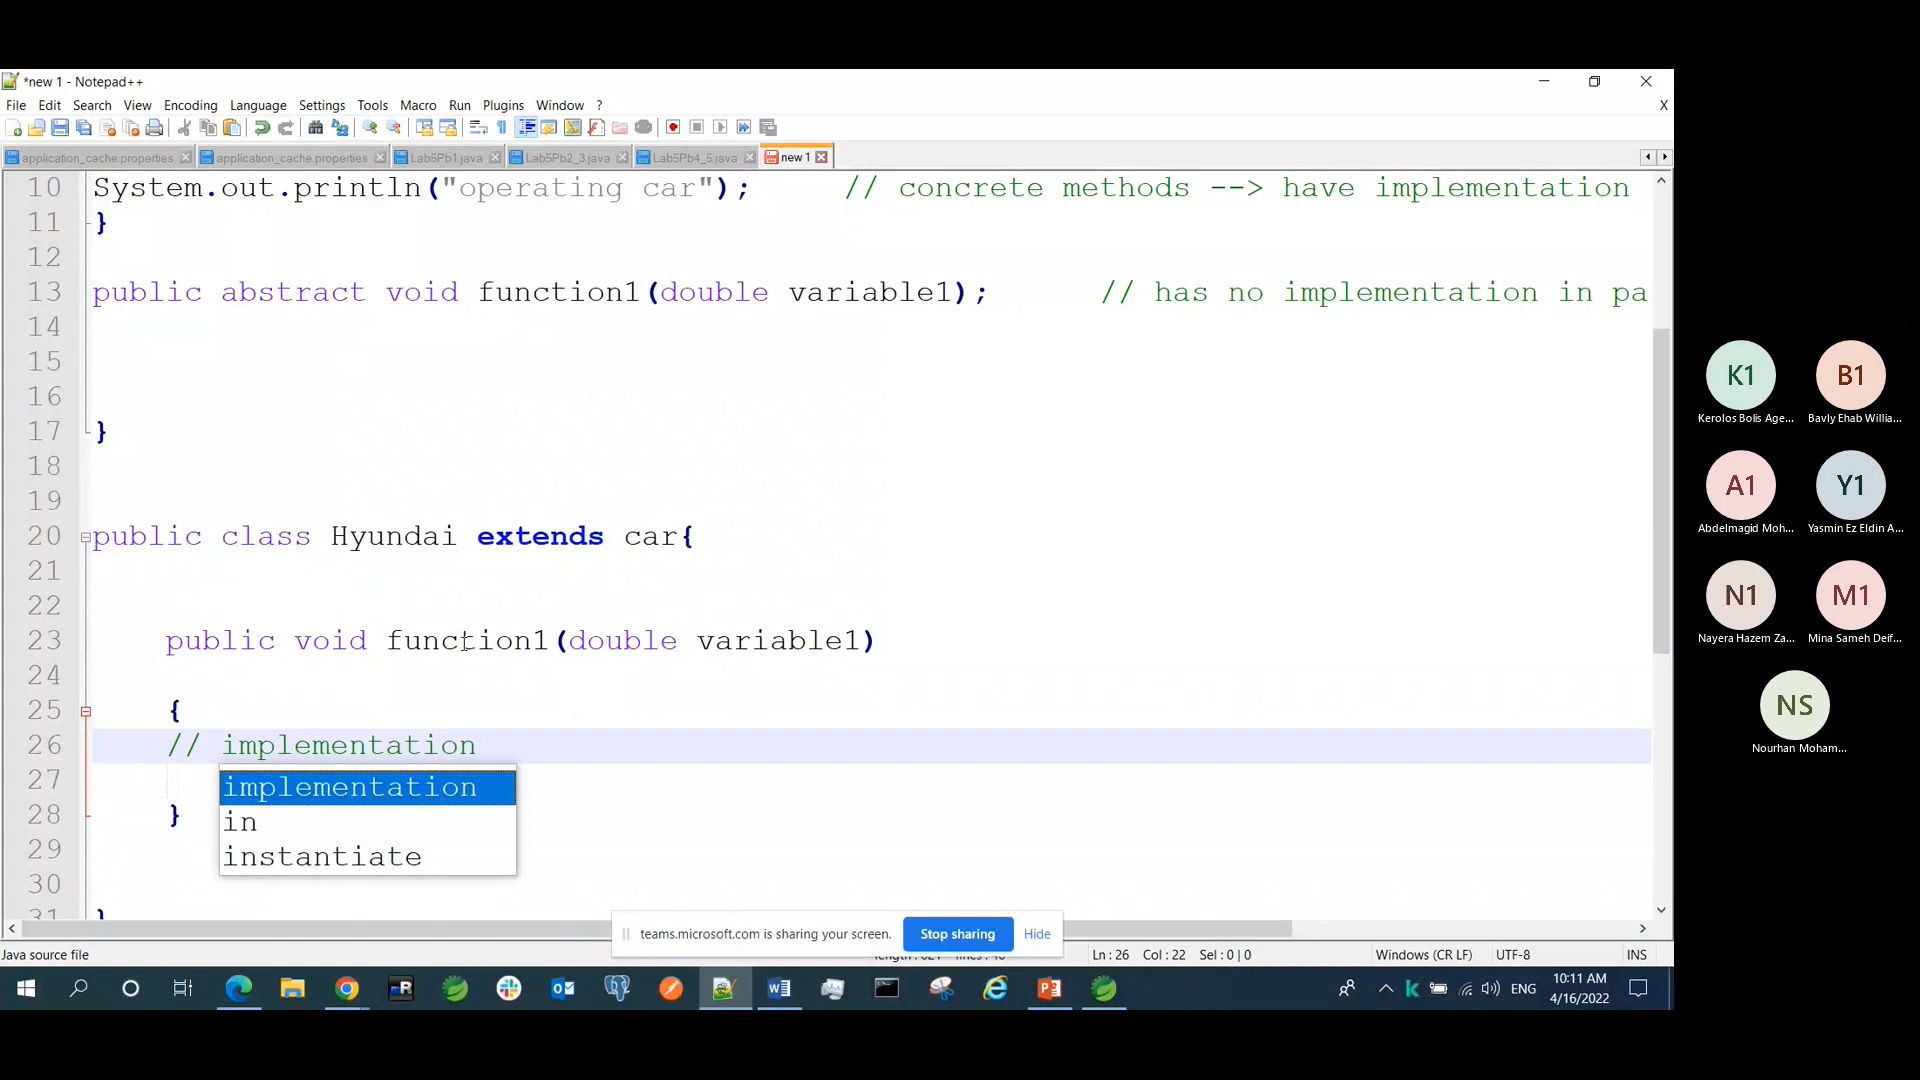 *new 1 - Notepad++
File Edit Search View Encoding Language Settings Tools Macro Run Plugins Window ? X
application_cache.properties application_cache.properties Lab5Pb1.java Lab5Pb2_3.java Lab5Pb4_5.java new 1
10 System.out.println("operating car"); // concrete methods --> have implementation
11 }
12
13 public abstract void function1(double variable1); // has no implementation in pa
14
15
16
17 }
18
19
20 public class Hyundai extends car{
21
22
23 public void function1(double variable1)
24
25 {
26 // implementation
27 implementation
in
28 }
instantiate
29
30
31 }
teams.microsoft.com is sharing your screen. Stop sharing Hide
Java source file Ln : 26 Col : 22 Sel : 0 | 0 Windows (CR LF) UTF-8 INS
ENG 10:11 AM
4/16/2022
K1 B1
Kerolos Bolis Age... Bavly Ehab Willia...
A1 Y1
Abdelmagid Moh... Yasmin Ez Eldin A...
N1 M1
Nayera Hazem Za... Mina Sameh Deif...
NS
Nourhan Moham...